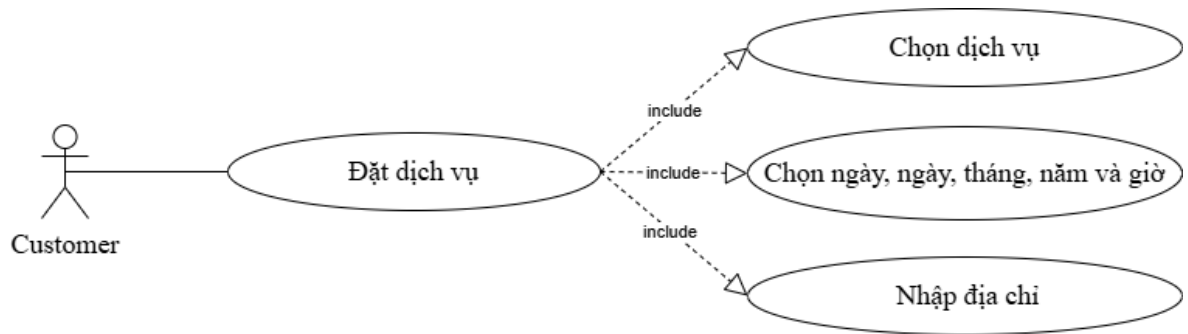 Chọn dịch vụ
include
Đặt dịch vụ
include
Chọn ngày, ngày, tháng, năm và giờ
include
Customer
Nhập địa chỉ